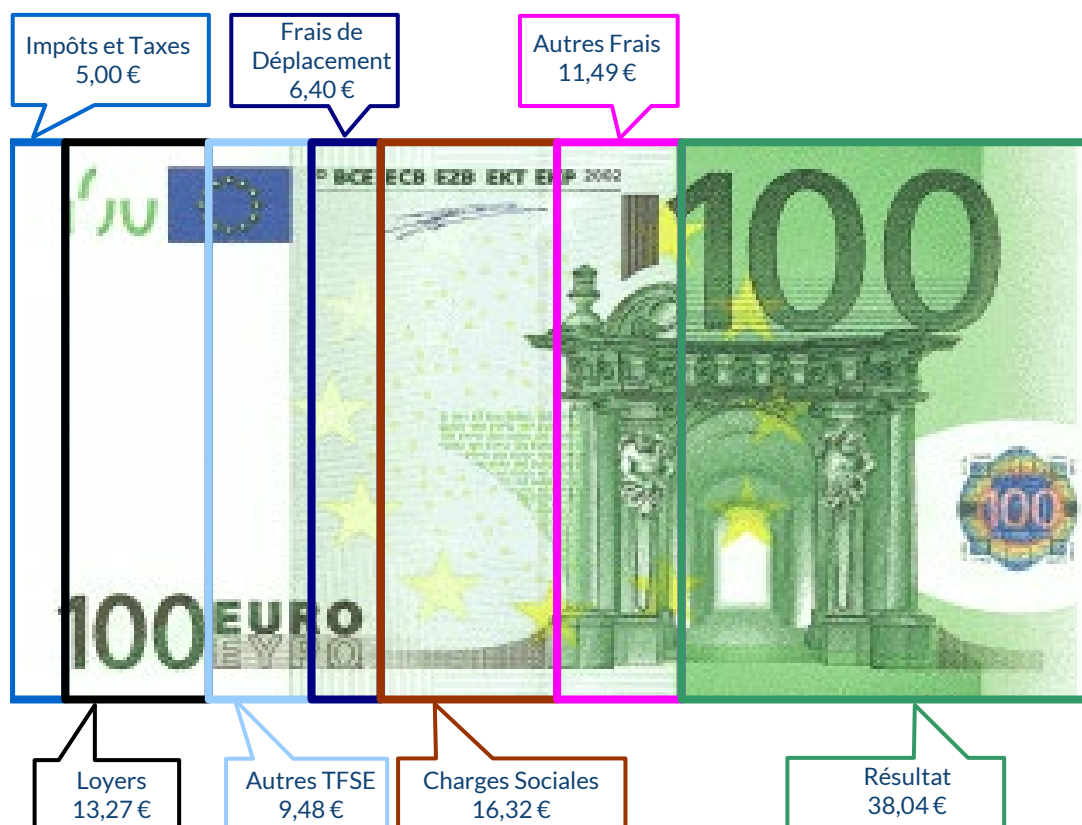 Impôts et Taxes
5,00 €
Frais de
Déplacement
6,40 €
Autres Frais
11,49 €
BCE ECB EZB EKT EKP 2002
100
100
100 EURO
ΕΥΡΩ
Loyers
13,27 €
Autres TFSE
9,48 €
Charges Sociales
16,32 €
Résultat
38,04 €